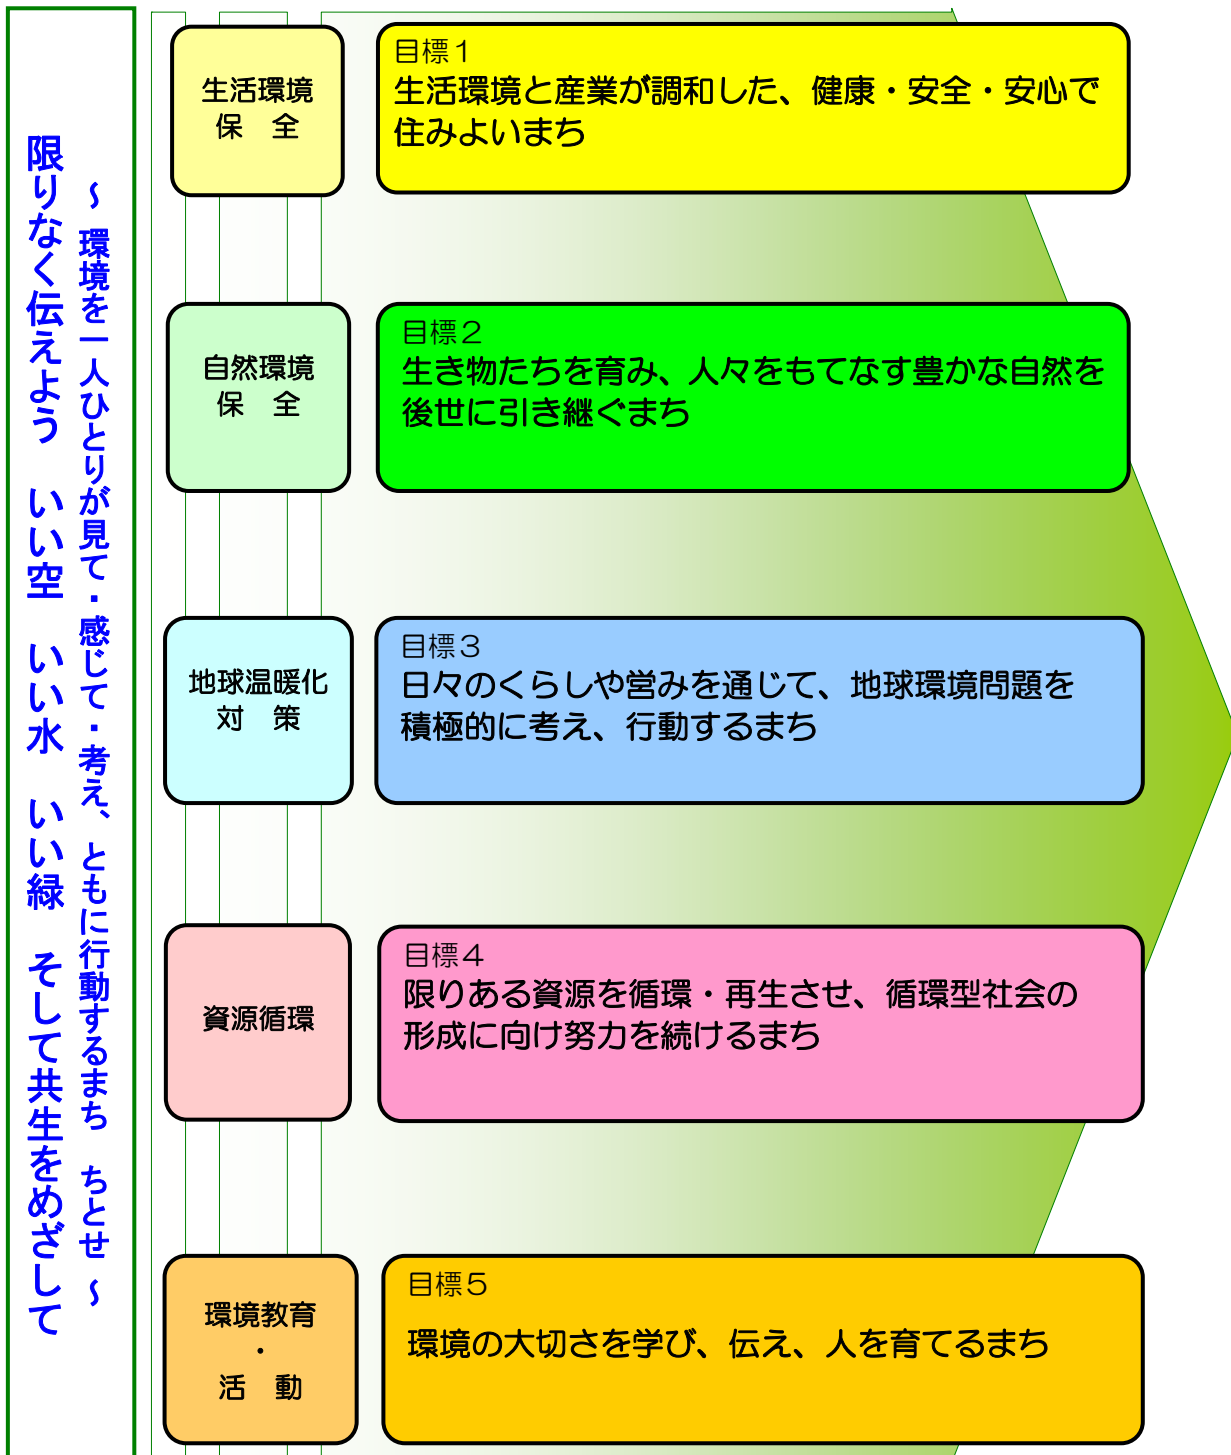 限りなく伝えよう　いい空　いい水　いい緑　そして共生をめざして
～ 環境を一人ひとりが見て・感じて・考え、ともに行動するまち　ちとせ ～
生活環境
保　全
目標１
生活環境と産業が調和した、健康・安全・安心で
住みよいまち
自然環境
保　全
目標２
生き物たちを育み、人々をもてなす豊かな自然を
後世に引き継ぐまち
地球温暖化
対　策
目標３
日々のくらしや営みを通じて、地球環境問題を
積極的に考え、行動するまち
資源循環
目標４
限りある資源を循環・再生させ、循環型社会の
形成に向け努力を続けるまち
環境教育
・
活　動
目標５
環境の大切さを学び、伝え、人を育てるまち